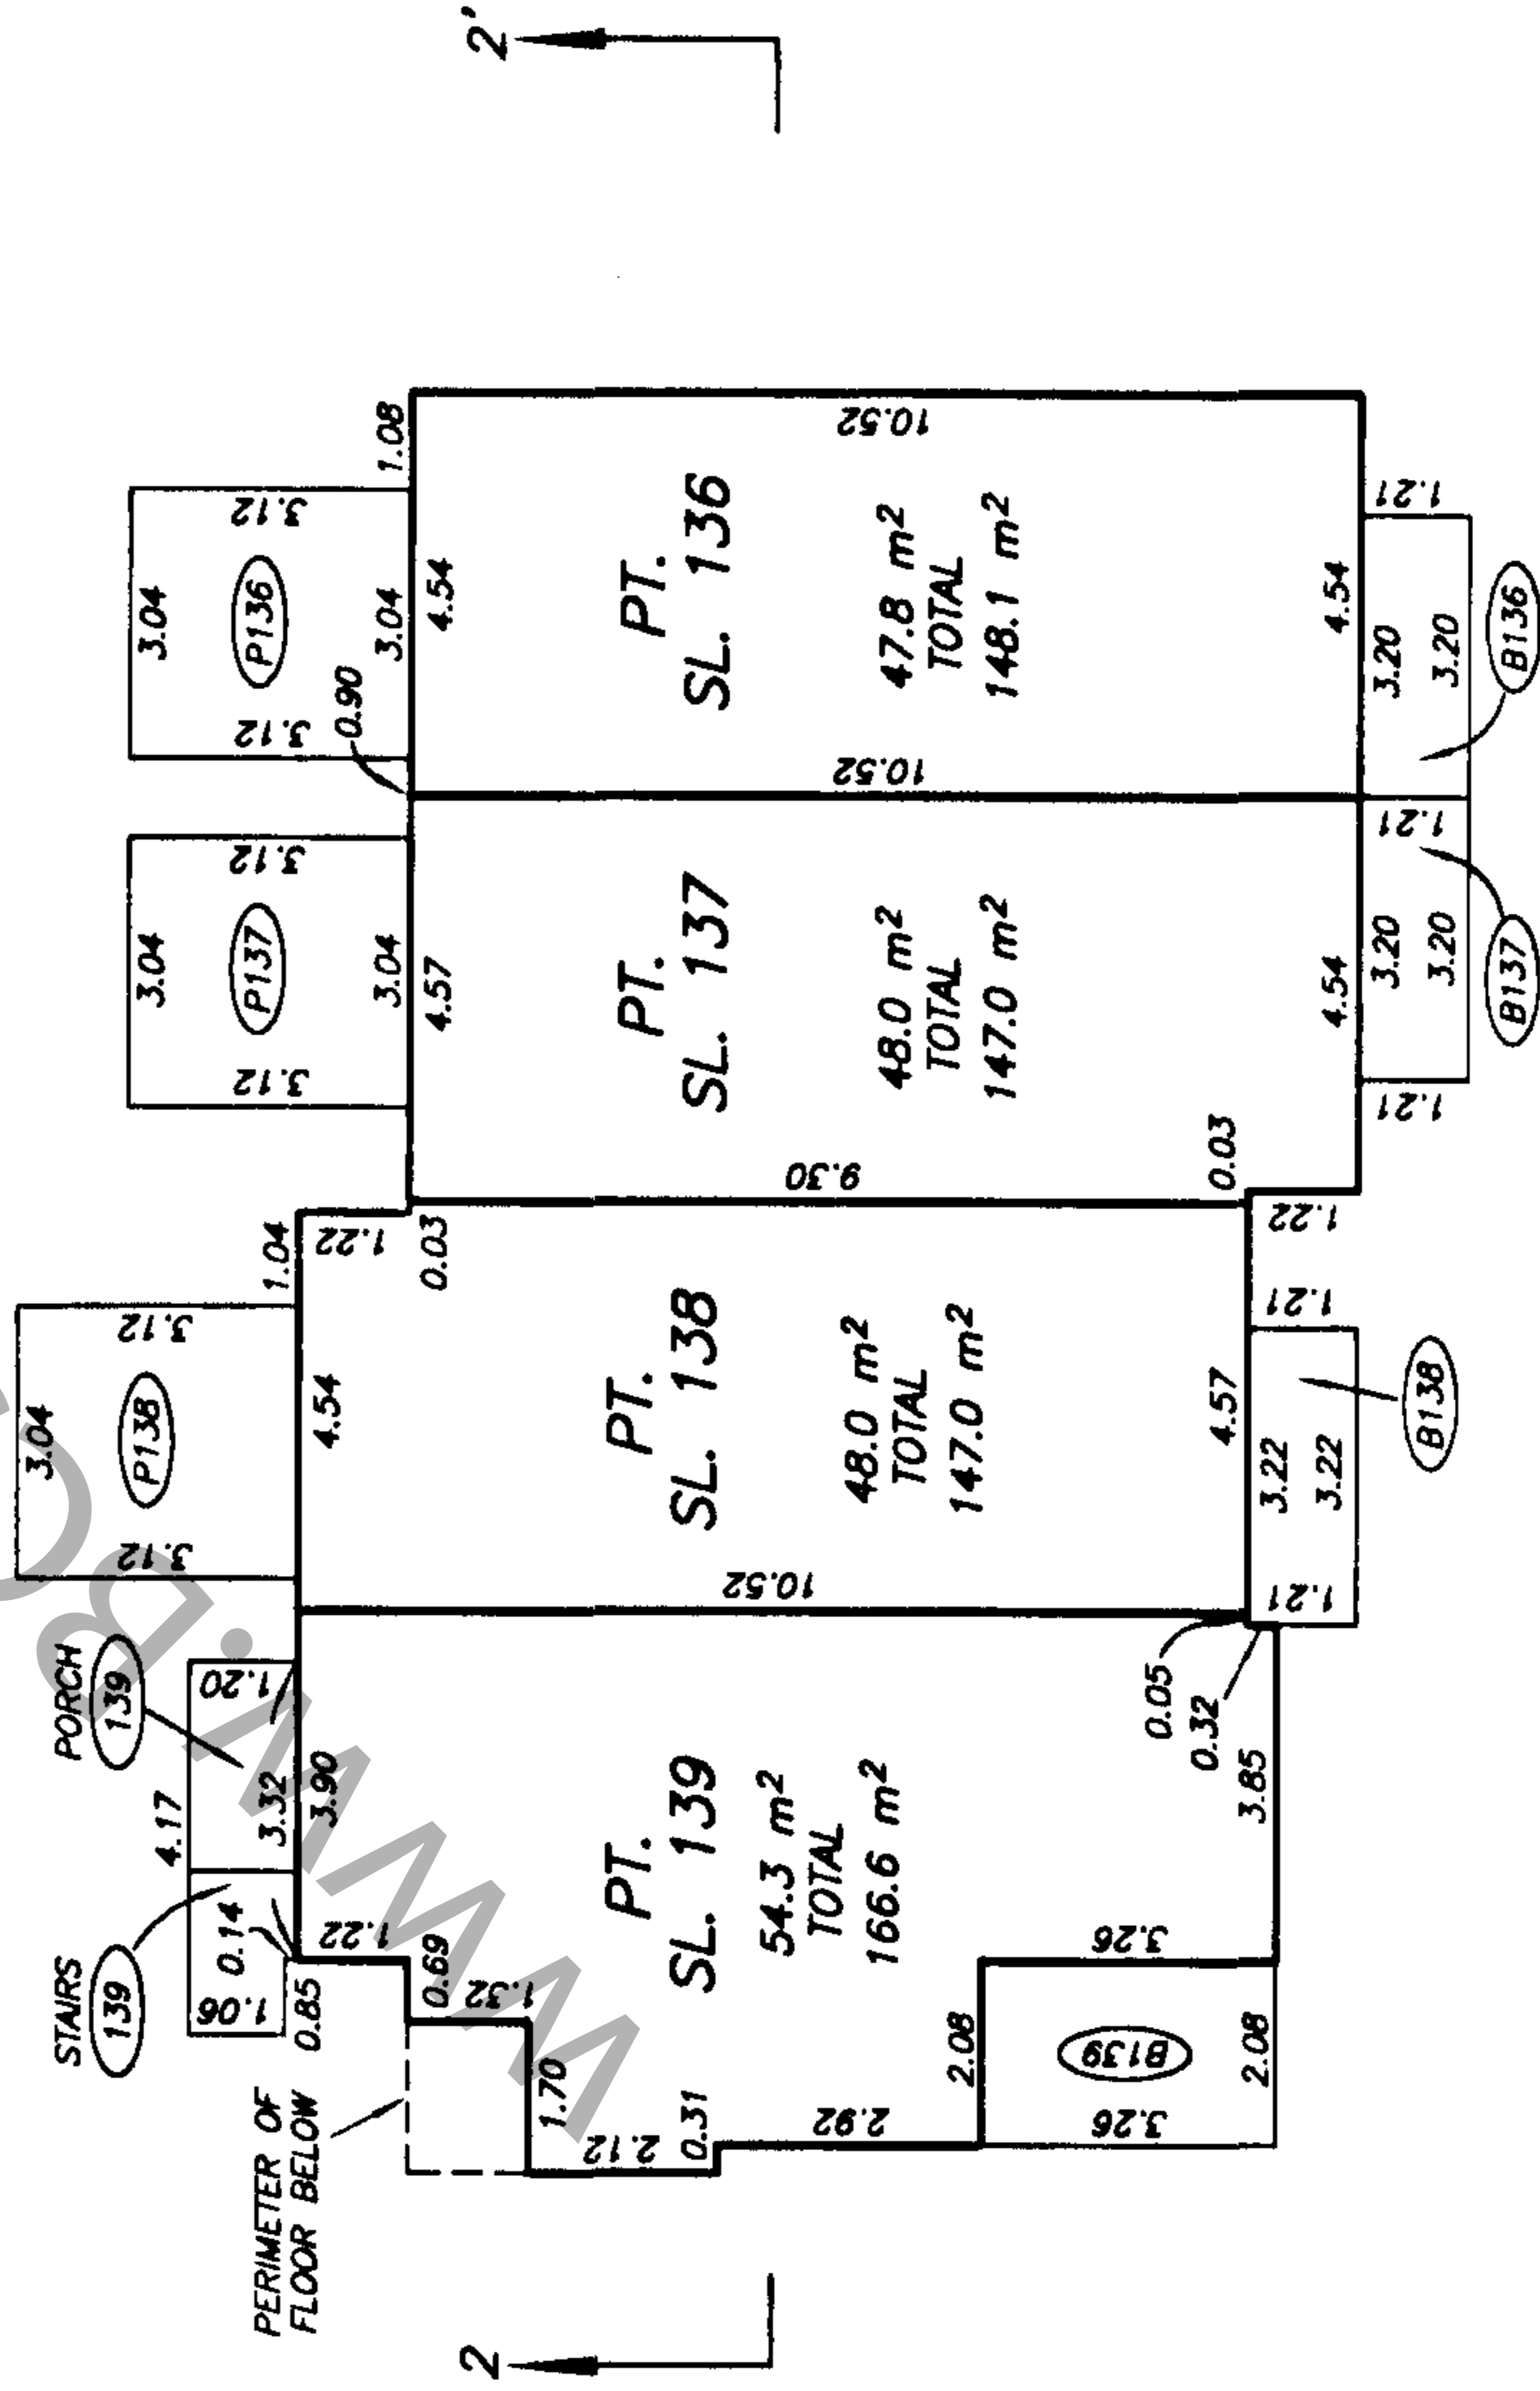 2'
2
PERIMETER OF
FLOOR BELOW
STAIRS
139
PORCH
139
4.17
1.20
3.32
0.14
1.06
0.85
3.90
1.22
0.69
1.32
1.70
2.12
0.31
2.92
2.08
3.26
B139
3.26
2.08
PT.
SL. 139
54.3 m²
TOTAL
166.6 m²
3.85
0.32
0.05
10.52
3.04
P138
3.12
3.12
1.04
4.54
1.22
0.03
PT.
SL. 138
48.0 m²
TOTAL
147.0 m²
4.57
1.21
3.22
3.22
1.21
B138
9.30
3.04
P137
3.12
3.12
3.04
4.57
0.90
PT.
SL. 137
48.0 m²
TOTAL
147.0 m²
0.03
1.22
4.54
1.21
3.20
3.20
1.21
B137
10.52
3.04
P136
3.12
3.12
3.04
1.08
4.54
PT.
SL. 136
47.8 m²
TOTAL
148.1 m²
10.52
4.54
3.20
3.20
1.21
B136